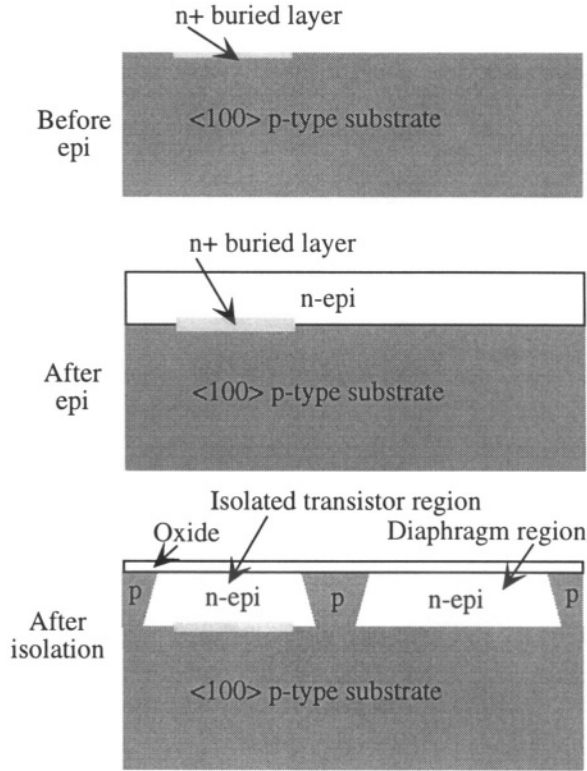 n+ buried layer
<100> p-type substrate
Before
epi
n+ buried layer
n-epi
<100> p-type substrate
After
epi
Isolated transistor region
Oxide
Diaphragm region
p
n-epi
p
n-epi
p
After
isolation
<100> p-type substrate